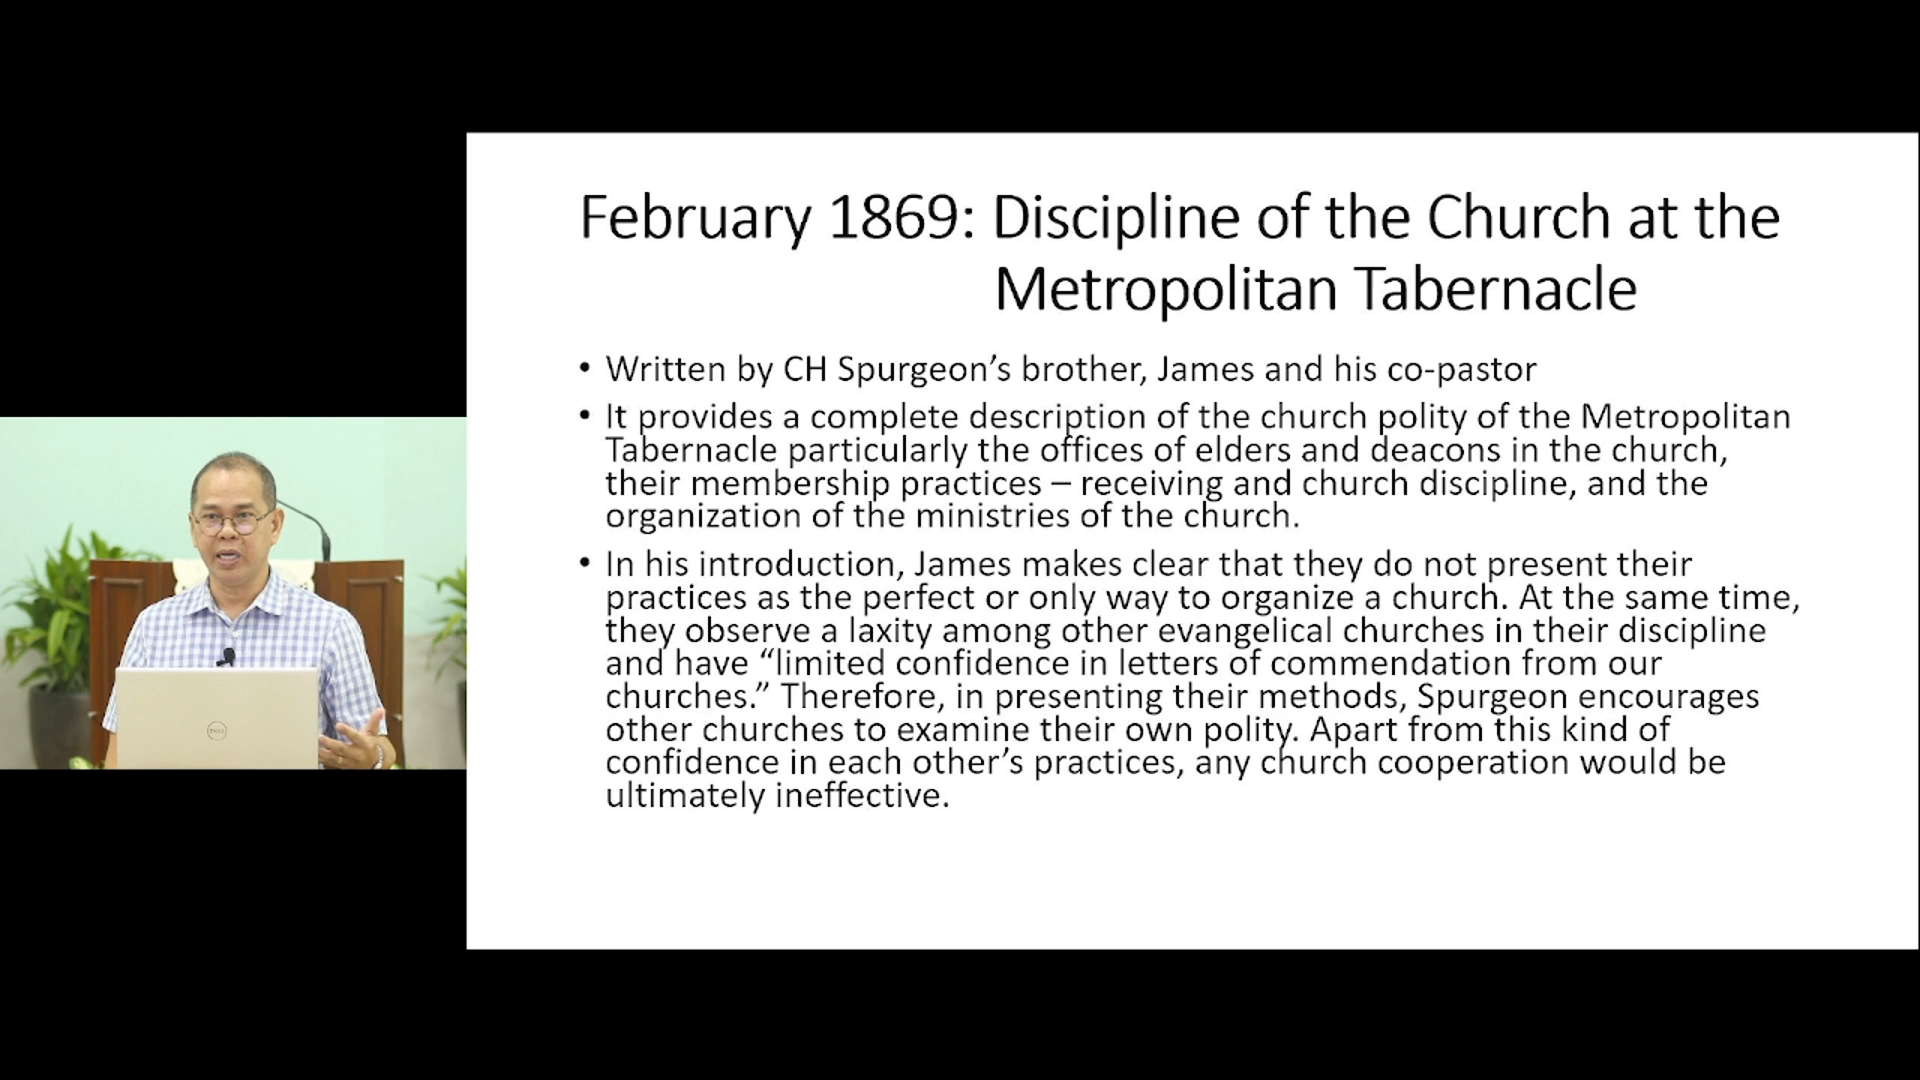 February 1869: Discipline of the Church at the
Metropolitan Tabernacle
• Written by CH Spurgeon’s brother, James and his co-pastor
• It provides a complete description of the church polity of the Metropolitan
Tabernacle particularly the offices of elders and deacons in the church,
their membership practices – receiving and church discipline, and the
organization of the ministries of the church.
• In his introduction, James makes clear that they do not present their
practices as the perfect or only way to organize a church. At the same time,
they observe a laxity among other evangelical churches in their discipline
and have “limited confidence in letters of commendation from our
churches.” Therefore, in presenting their methods, Spurgeon encourages
other churches to examine their own polity. Apart from this kind of
confidence in each other’s practices, any church cooperation would be
ultimately ineffective.
DELL